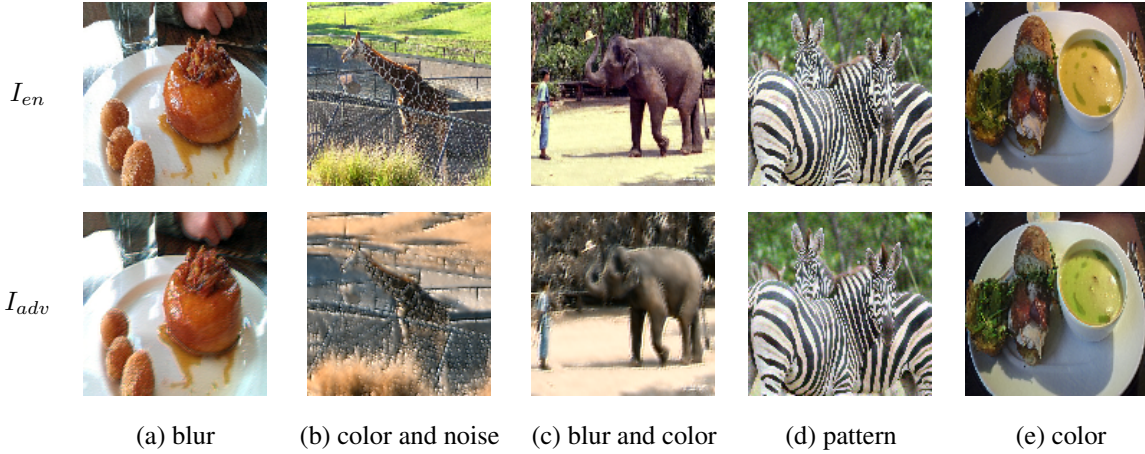 I_en
I_adv
(a) blur
(b) color and noise
(c) blur and color
(d) pattern
(e) color